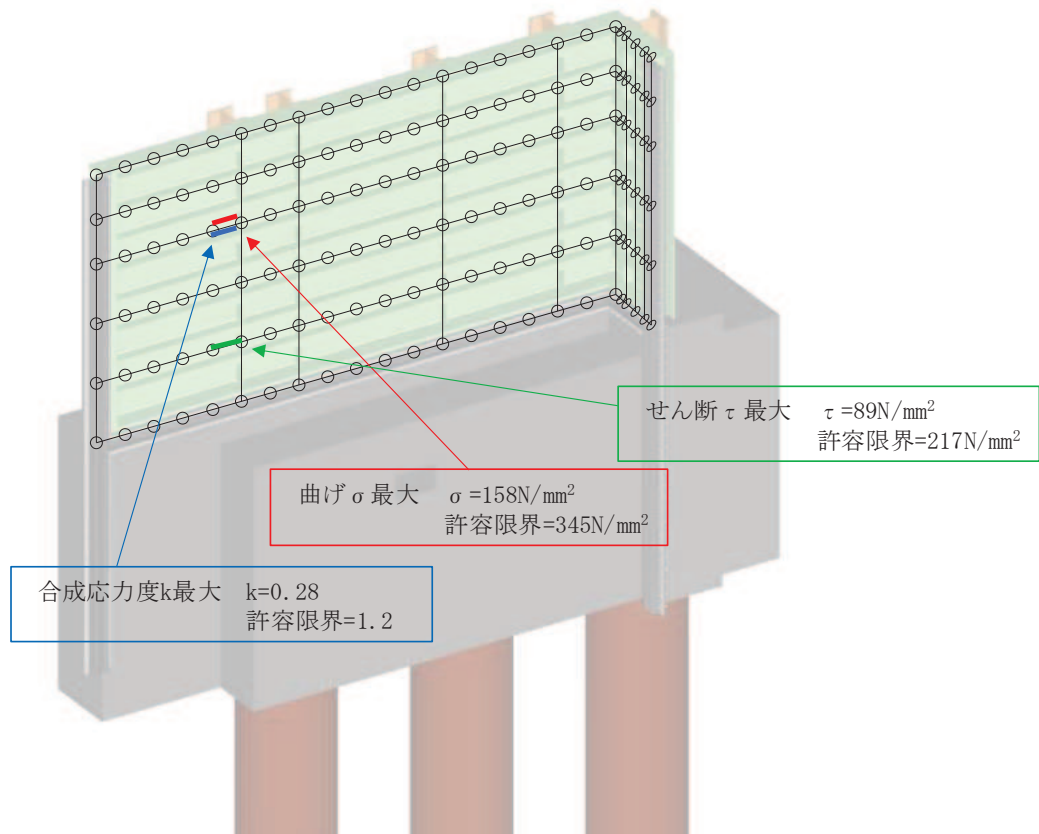 せん断τ最大 τ=89N/mm²
許容限界=217N/mm²
曲げσ最大 σ=158N/mm²
許容限界=345N/mm²
合成応力度k最大 k=0.28
許容限界=1.2